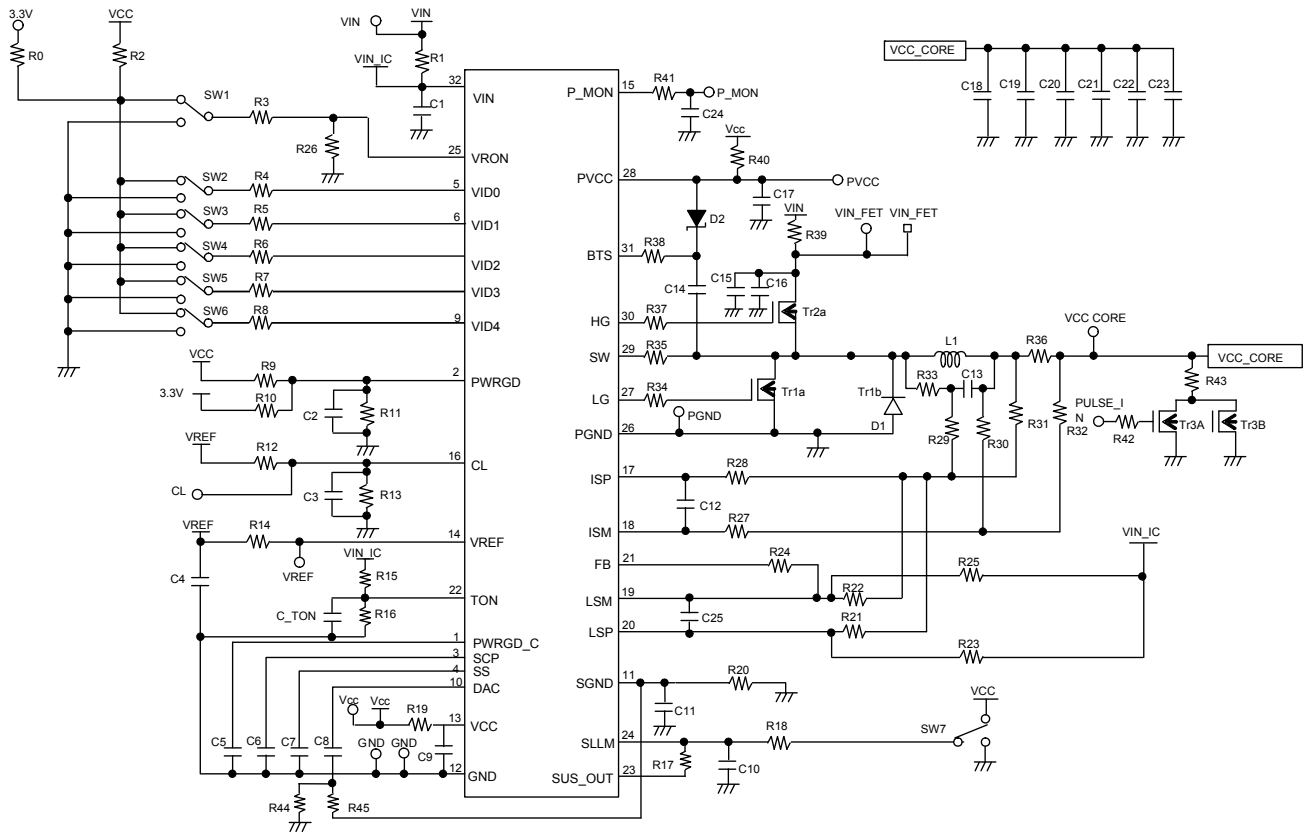 3.3V
VCC
VIN
VIN
R0
R2
R1
VIN_IC
32
VIN
C1
15
P_MON
R41
P_MON
C24
VCC_CORE
C18
C19
C20
C21
C22
C23
SW1
R3
R26
25
VRON
Vcc
R40
28
PVCC
PVCC
C17
SW2
R4
5
VID0
D2
VIN
VIN_FET
VIN_FET
R39
SW3
R5
6
VID1
SW4
R6
VID2
31
BTS
R38
C15
C16
SW5
R7
VID3
C14
Tr2a
SW6
R8
9
VID4
30
HG
R37
VCC CORE
29
SW
R35
L1
R36
VCC_CORE
VCC
R9
3.3V
R10
2
PWRGD
R33
C13
R43
27
LG
R34
Tr1a
Tr1b
PULSE_I
N
C2
R11
PGND
D1
R29
R30
R31
R32
R42
Tr3A
Tr3B
26
PGND
VREF
R12
16
CL
17
ISP
R28
CL
C3
R13
C12
18
ISM
R27
VREF
R14
14
VREF
VREF
VIN_IC
21
FB
R24
VIN_IC
C4
R15
R25
22
TON
19
LSM
R22
C_TON
R16
C25
20
LSP
R21
1
PWRGD_C
3
SCP
R23
4
SS
10
DAC
11
SGND
R20
Vcc
Vcc
R19
13
VCC
C11
VCC
C5
C6
C7
C8
GND
GND
C9
24
SLLM
R18
SW7
R17
C10
12
GND
23
SUS_OUT
R44
R45